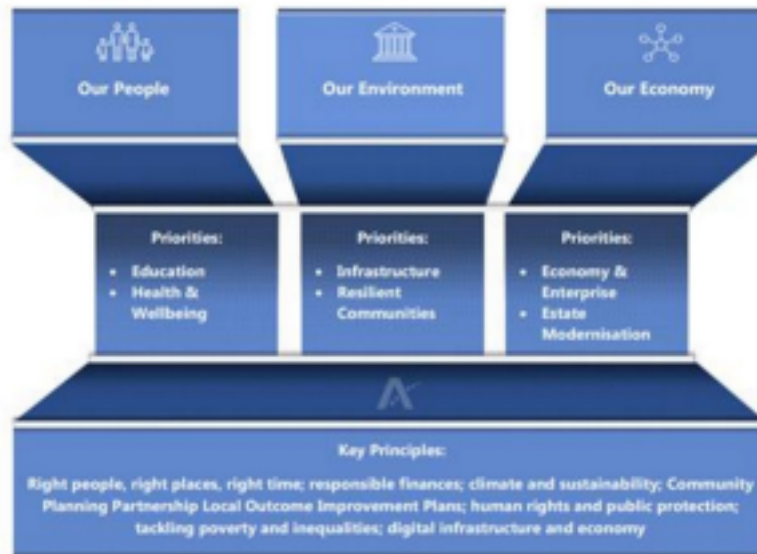 Our People
Our Environment
Our Economy
Priorities:
• Education
• Health &
Wellbeing
Priorities:
• Infrastructure
• Resilient
Communities
Priorities:
• Economy &
Enterprise
• Estate
Modernisation
Key Principles:
Right people, right places, right time; responsible finances; climate and sustainability; Community
Planning Partnership Local Outcome Improvement Plans; human rights and public protection;
tackling poverty and inequalities; digital infrastructure and economy